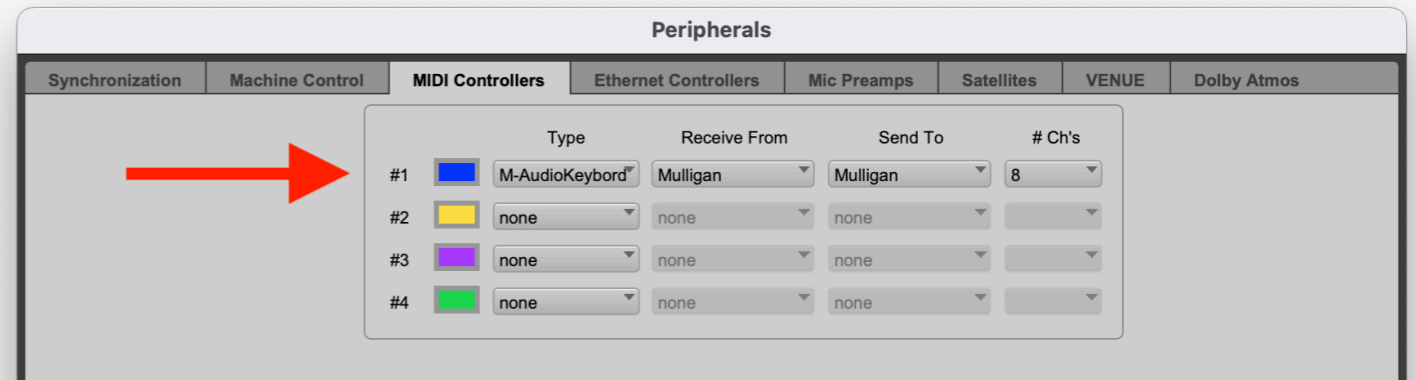 Peripherals
Synchronization Machine Control MIDI Controllers Ethernet Controllers Mic Preamps Satellites VENUE Dolby Atmos
Type Receive From Send To # Ch's
#1 M-AudioKeybord Mulligan Mulligan 8
#2 none none none
#3 none none none
#4 none none none